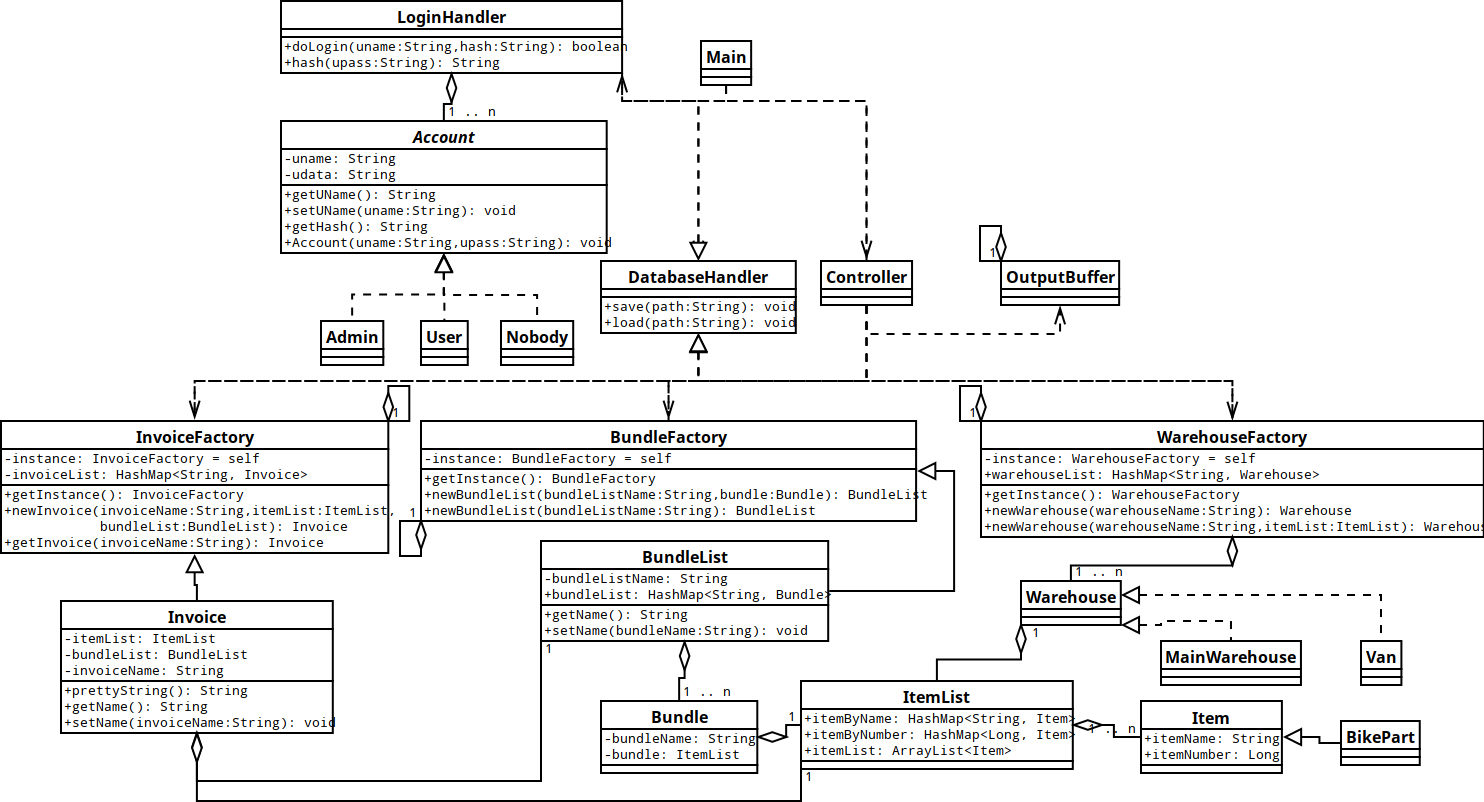 LoginHandler
+doLogin(uname:String,hash:String): boolean
+hash(upass:String): String
Main
1 .. n
Account
-uname: String
-udata: String
+getUName(): String
+setUName(uname:String): void
+getHash(): String
+Account(uname:String,upass:String): void
DatabaseHandler
+save(path:String): void
+load(path:String): void
Controller
1
OutputBuffer
Admin
User
Nobody
1
InvoiceFactory
-instance: InvoiceFactory = self
-invoiceList: HashMap<String, Invoice>
+getInstance(): InvoiceFactory
+newInvoice(invoiceName:String,itemList:ItemList,
bundleList:BundleList): Invoice
+getInvoice(invoiceName:String): Invoice
BundleFactory
-instance: BundleFactory = self
+getInstance(): BundleFactory
+newBundleList(bundleListName:String,bundle:Bundle): BundleList
+newBundleList(bundleListName:String): BundleList
1
1
WarehouseFactory
-instance: WarehouseFactory = self
+warehouseList: HashMap<String, Warehouse>
+getInstance(): WarehouseFactory
+newWarehouse(warehouseName:String): Warehouse
+newWarehouse(warehouseName:String,itemList:ItemList): Warehous
BundleList
-bundleListName: String
+bundleList: HashMap<String, Bundle>
+getName(): String
+setName(bundleName:String): void
1
1 .. n
Warehouse
1
MainWarehouse
Van
Invoice
-itemList: ItemList
-bundleList: BundleList
-invoiceName: String
+prettyString(): String
+getName(): String
+setName(invoiceName:String): void
1 .. n
Bundle
-bundleName: String
-bundle: ItemList
1
ItemList
+itemByName: HashMap<String, Item>
+itemByNumber: HashMap<Long, Item>
+itemList: ArrayList<Item>
1
1 .. n
Item
+itemName: String
+itemNumber: Long
BikePart